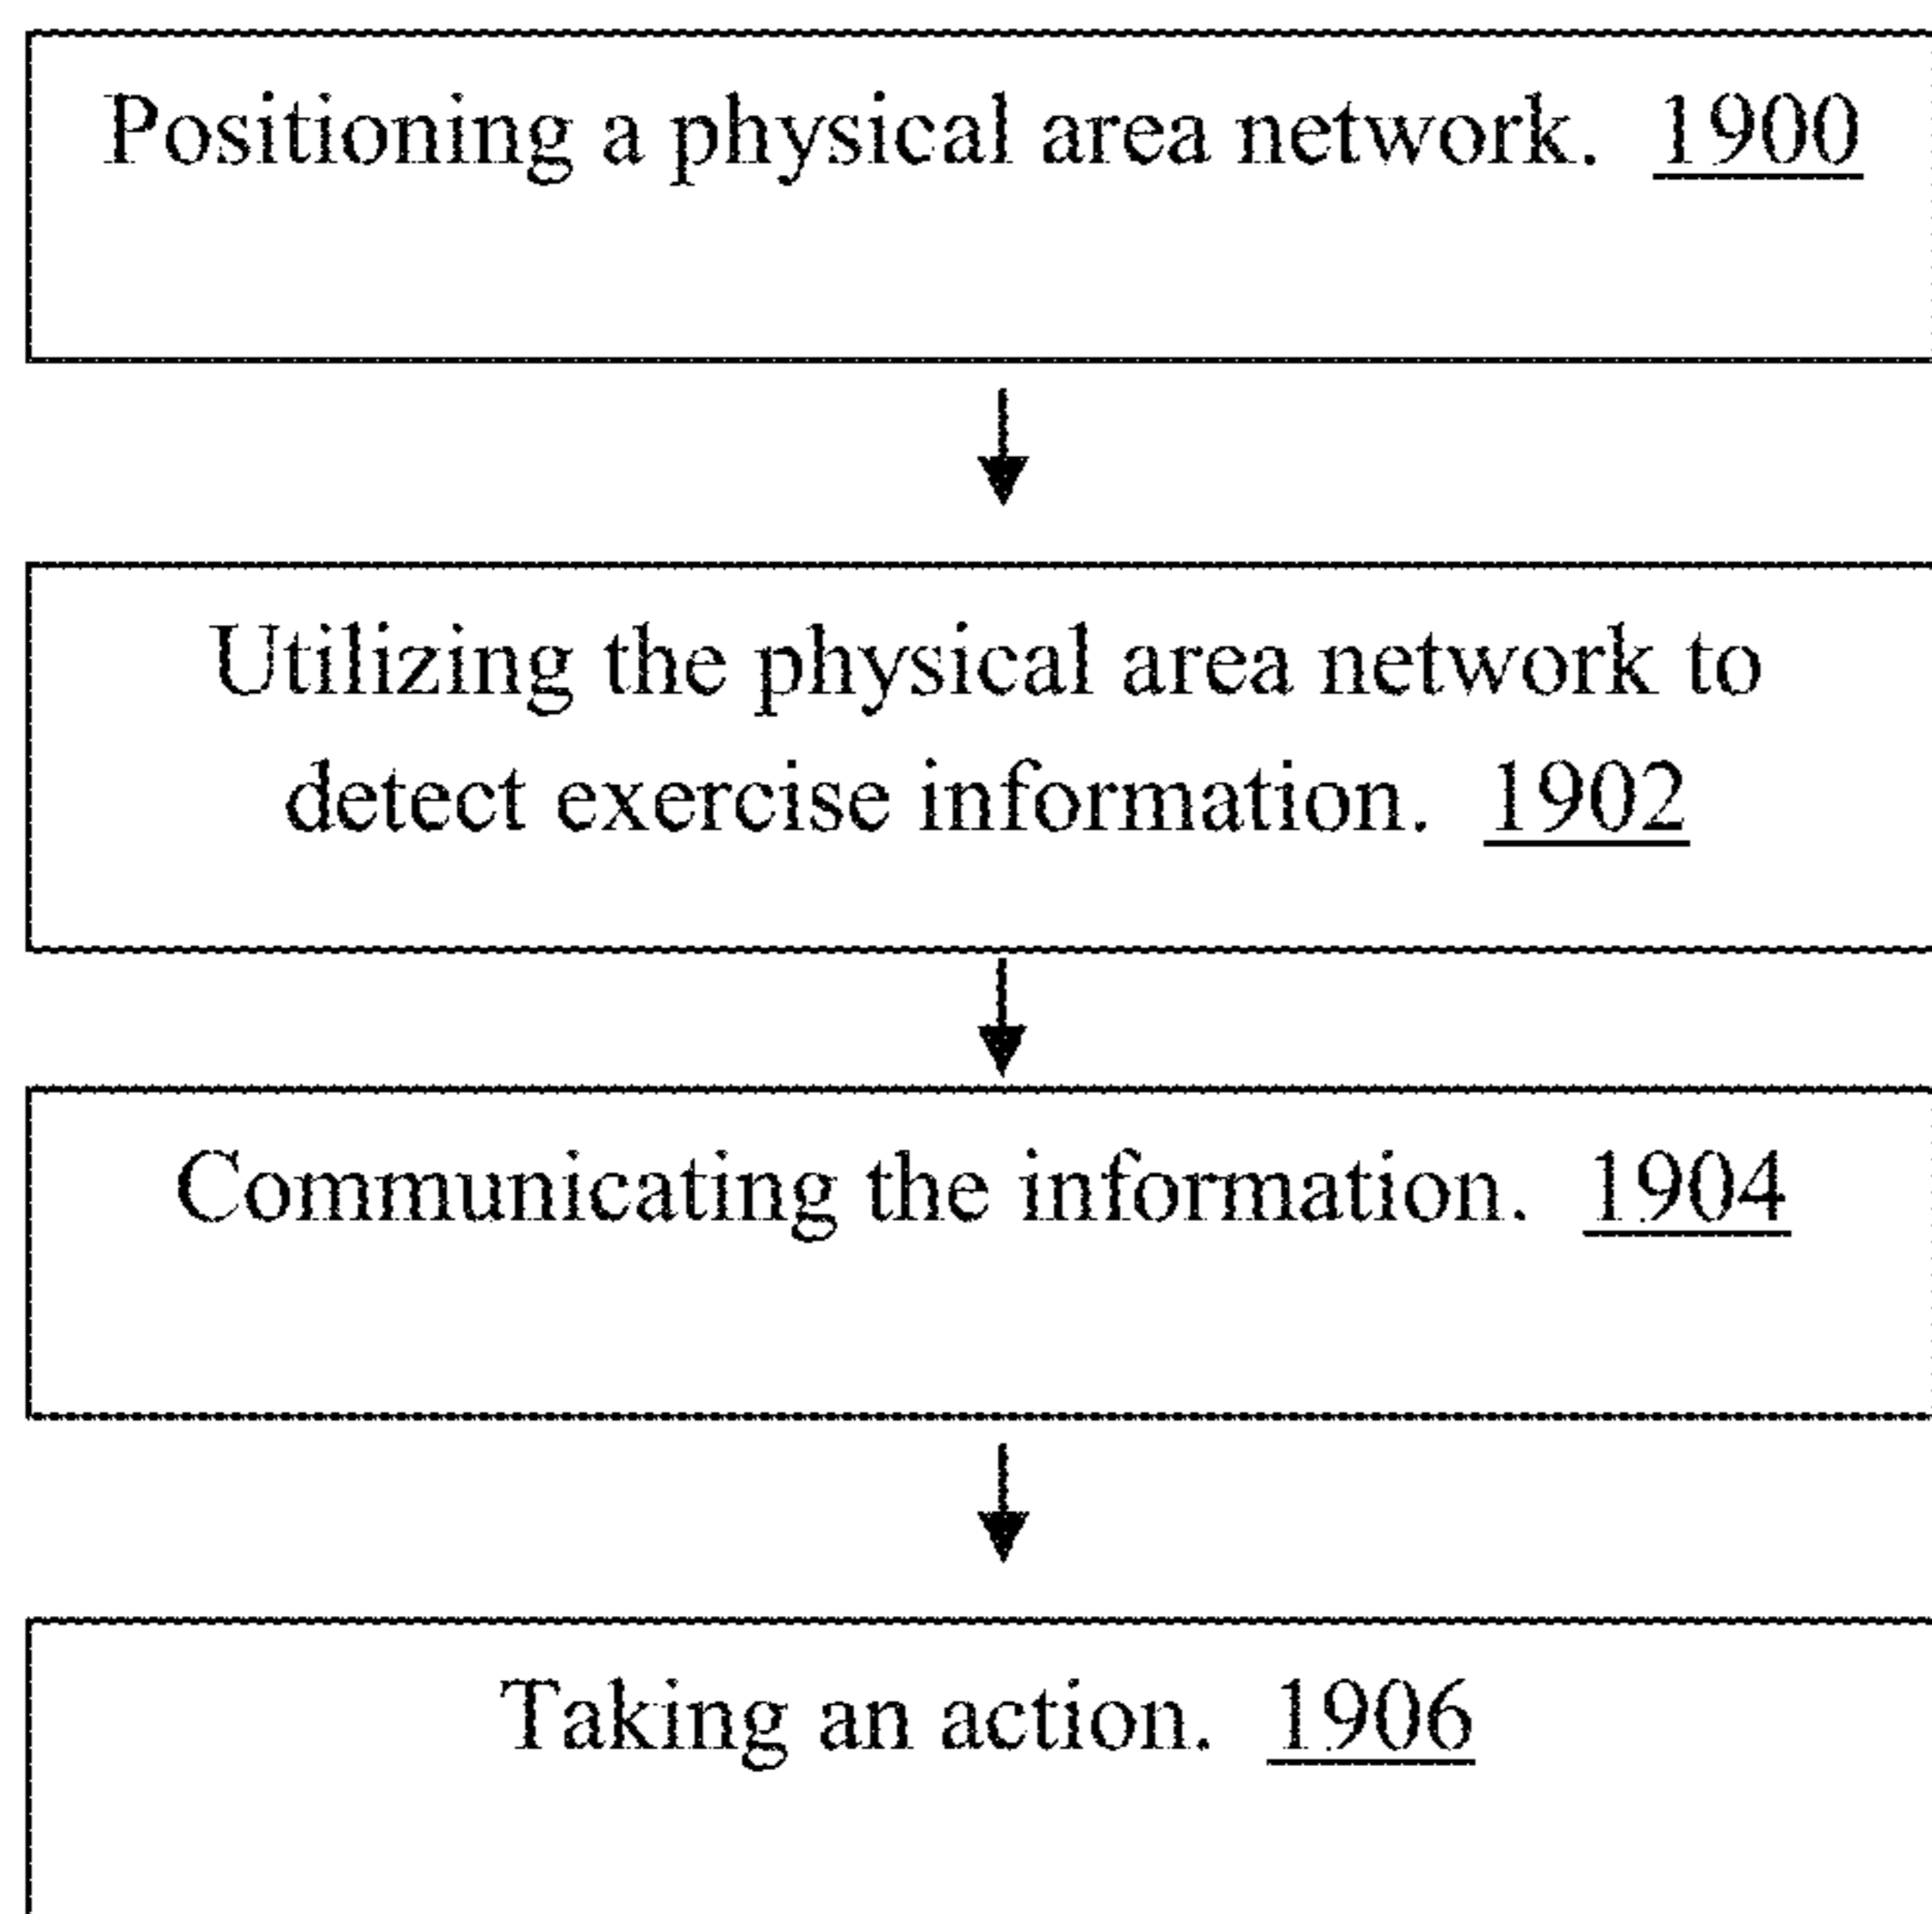 Positioning a physical area network. 1900
Utilizing the physical area network to
detect exercise information. 1902
Communicating the information. 1904
Taking an action. 1906